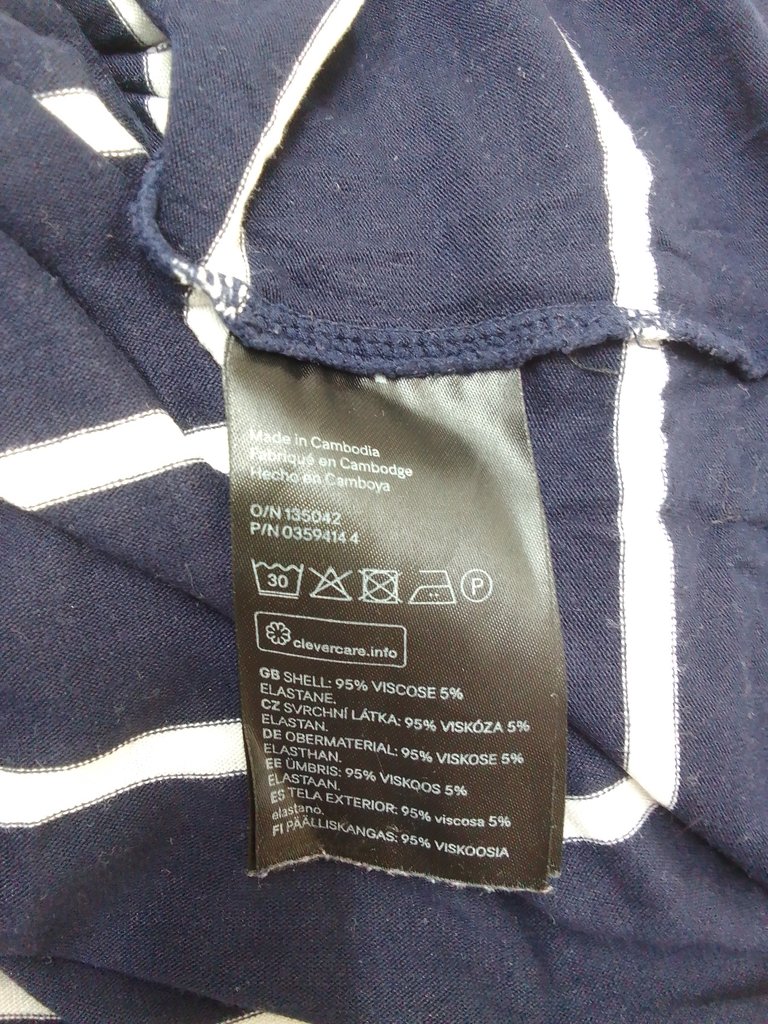 Made in Cambodia
Fabriqué en Cambodge
Hecho en Camboya
O/N 135042
P/N 0359414 4
30 P
clevercare.info
GB SHELL: 95% VISCOSE 5%
ELASTANE.
CZ SVRCHNÍ LÁTKA: 95% VISKÓZA 5%
ELASTAN.
DE OBERMATERIAL: 95% VISKOSE 5%
ELASTHAN.
EE ÜMBRIS: 95% VISKOOS 5%
ELASTAAN.
ES TELA EXTERIOR: 95% viscosa 5%
elastano.
FI PÄÄLLISKANGAS: 95% VISKOOSIA